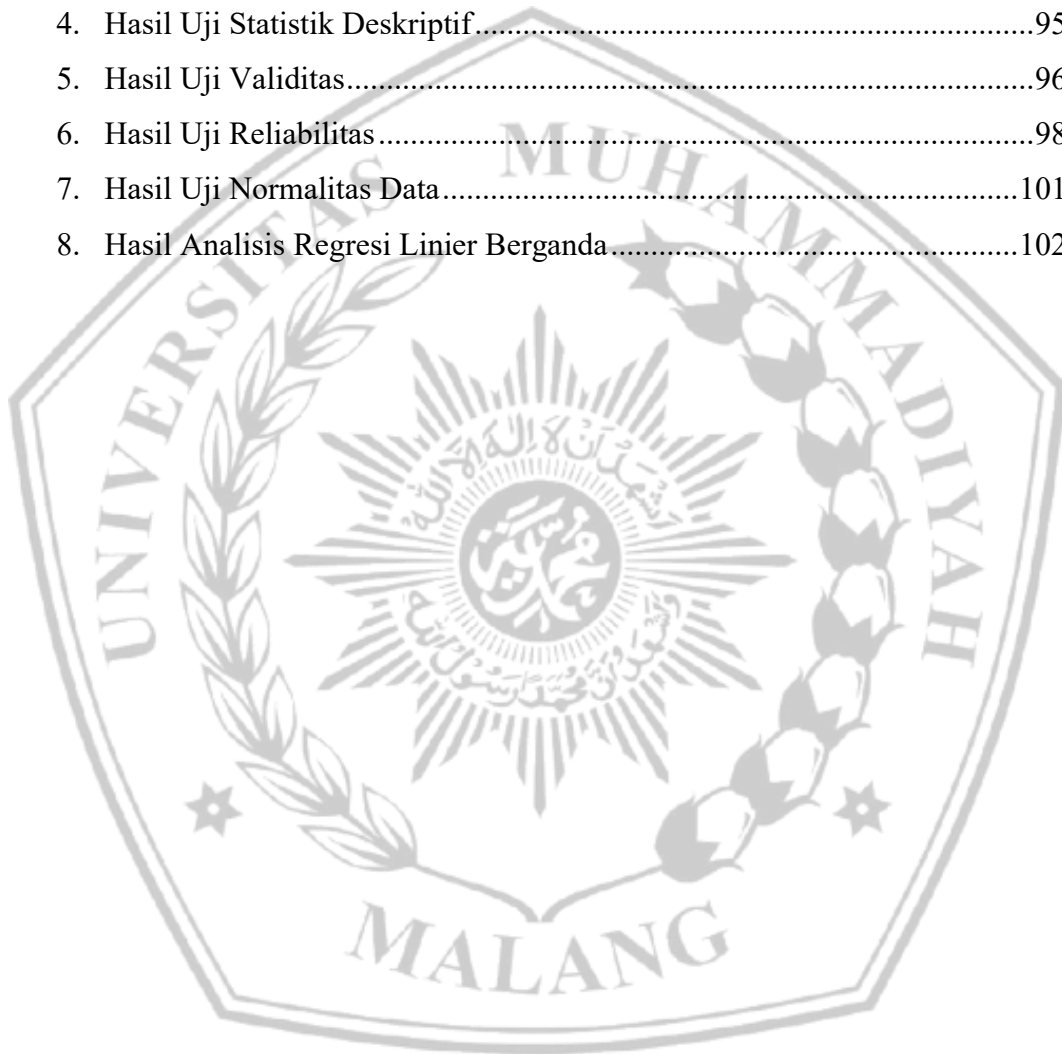 4. Hasil Uji Statistik Deskriptif..........................................................................95
5. Hasil Uji Validitas..........................................................................................96
6. Hasil Uji Reliabilitas......................................................................................98
7. Hasil Uji Normalitas Data............................................................................101
8. Hasil Analisis Regresi Linier Berganda......................................................102
UNIVERSITAS MUHAMMADIYAH
MALANG